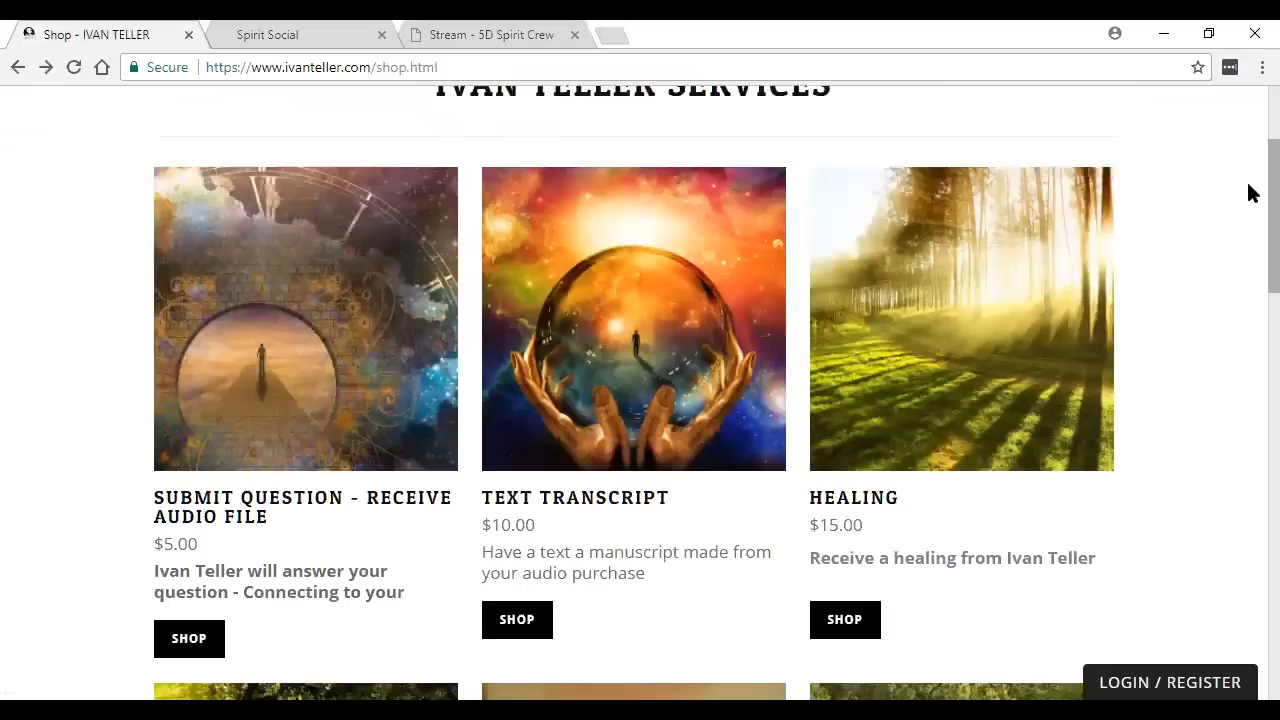 Shop - IVAN TELLER
Spirit Social
Stream - 5D Spirit Crew
Secure
https://www.ivanteller.com/shop.html
IVAN TELLER SERVICES
SUBMIT QUESTION - RECEIVE
AUDIO FILE
$5.00
Ivan Teller will answer your
question - Connecting to your
SHOP
TEXT TRANSCRIPT
$10.00
Have a text a manuscript made from
your audio purchase
SHOP
HEALING
$15.00
Receive a healing from Ivan Teller
SHOP
LOGIN / REGISTER